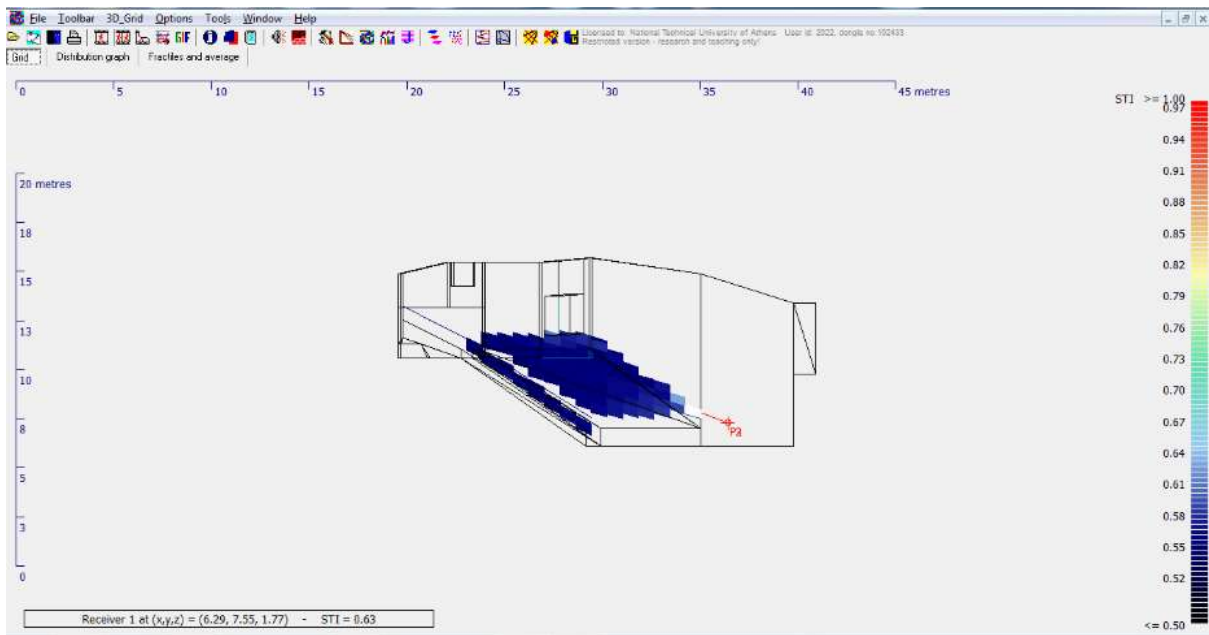 File Toolbar 3D_Grid Options Tools Window Help
GIF
Licensed to: National Technical University of Athens User id: 2022, dongle no:102433
Restricted version - research and teaching only!
Grid Distribution graph Fractiles and average
0 5 10 15 20 25 30 35 40 45 metres
STI >= 1.00
0.97
0.94
0.91
20 metres
0.88
18
0.85
0.82
15
0.79
13
0.76
0.73
10
0.70
8
0.67
P2
0.64
5
0.61
3
0.58
0.55
0
0.52
Receiver 1 at (x,y,z) = (6.29, 7.55, 1.77) - STI = 0.63
<= 0.50